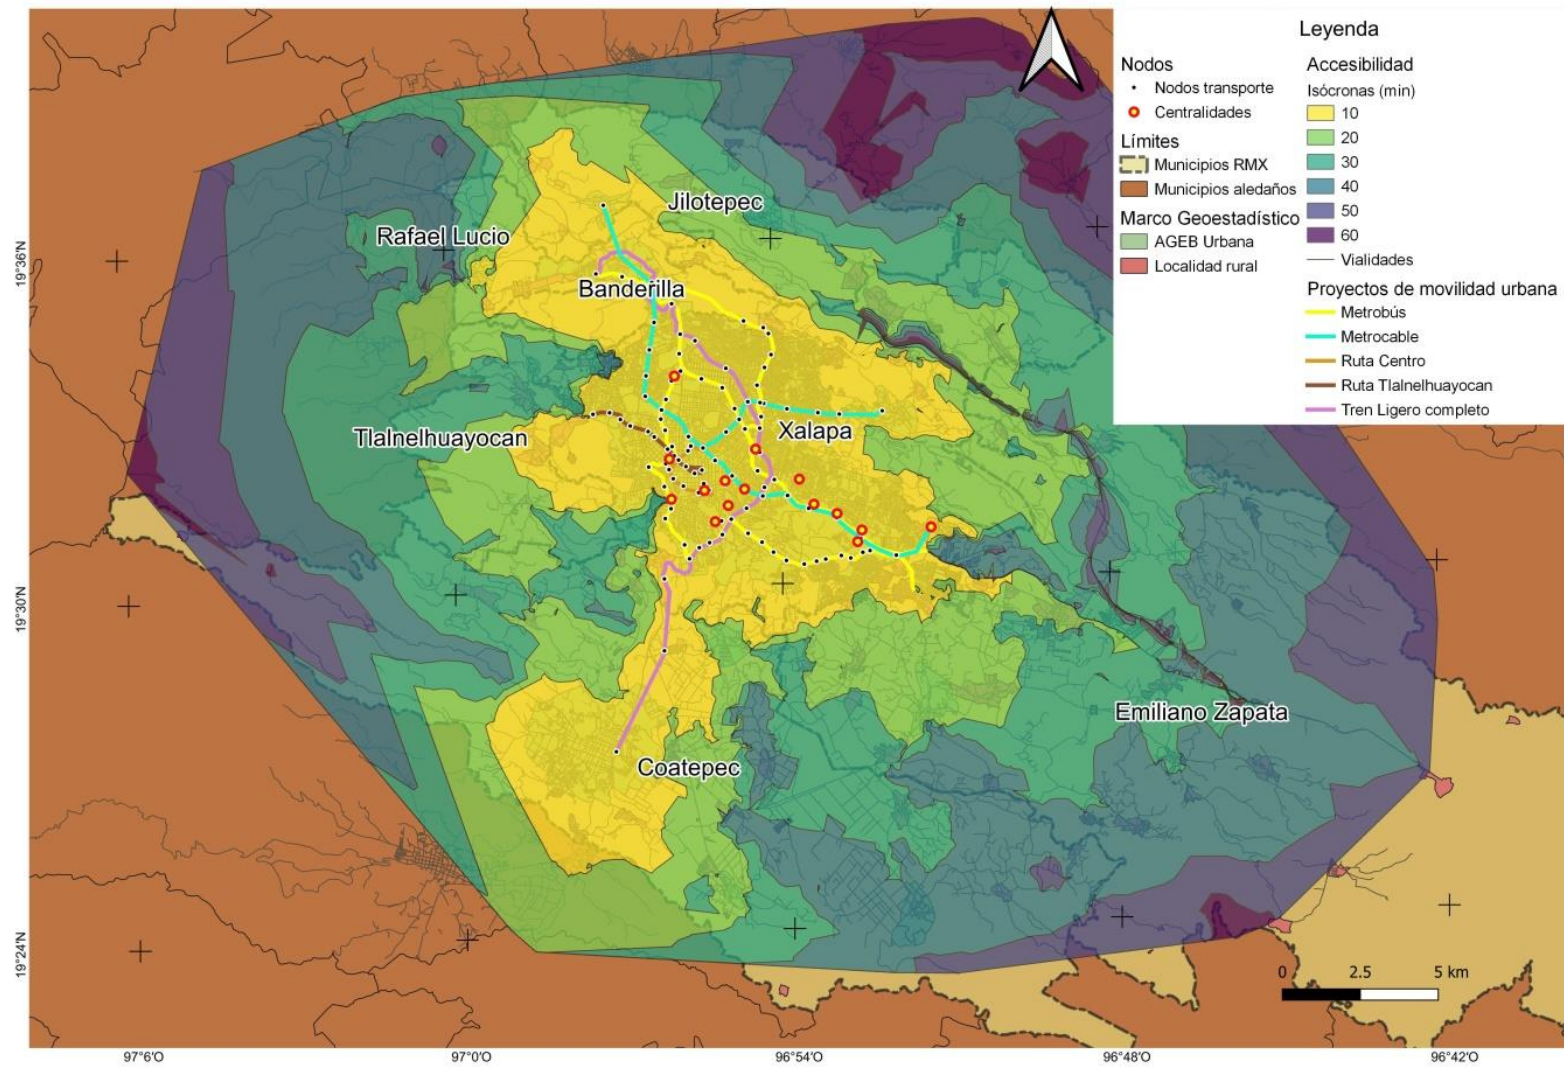 Leyenda
Nodos
Nodos transporte
Centralidades
Límites
Municipios RMX
Municipios aledaños
Marco Geoestadístico
AGEB Urbana
Localidad rural
Accesibilidad
Isócronas (min)
10
20
30
40
50
60
Vialidades
Proyectos de movilidad urbana
Metrobús
Metrocable
Ruta Centro
Ruta Tlalnelhuayocan
Tren Ligero completo
Jilotepec
Rafael Lucio
Banderilla
Tlalnelhuayocan
Xalapa
Emiliano Zapata
Coatepec
19°36'N
19°30'N
19°24'N
0 2.5 5 km
97°6'O 97°0'O 96°54'O 96°48'O 96°42'O